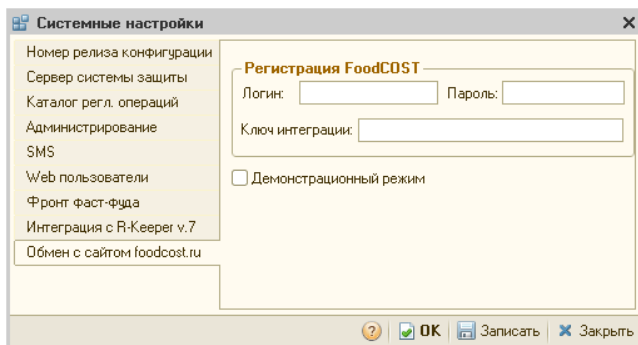 Системные настройки
Номер релиза конфигурации
Сервер системы защиты
Каталог регл. операций
Администрирование
SMS
Web пользователи
Фронт фаст-фуда
Интеграция с R-Keeper v.7
Обмен с сайтом foodcost.ru
Регистрация FoodCOST
Логин: Пароль:
Ключ интеграции:
Демонстрационный режим
? OK Записать Закрыть